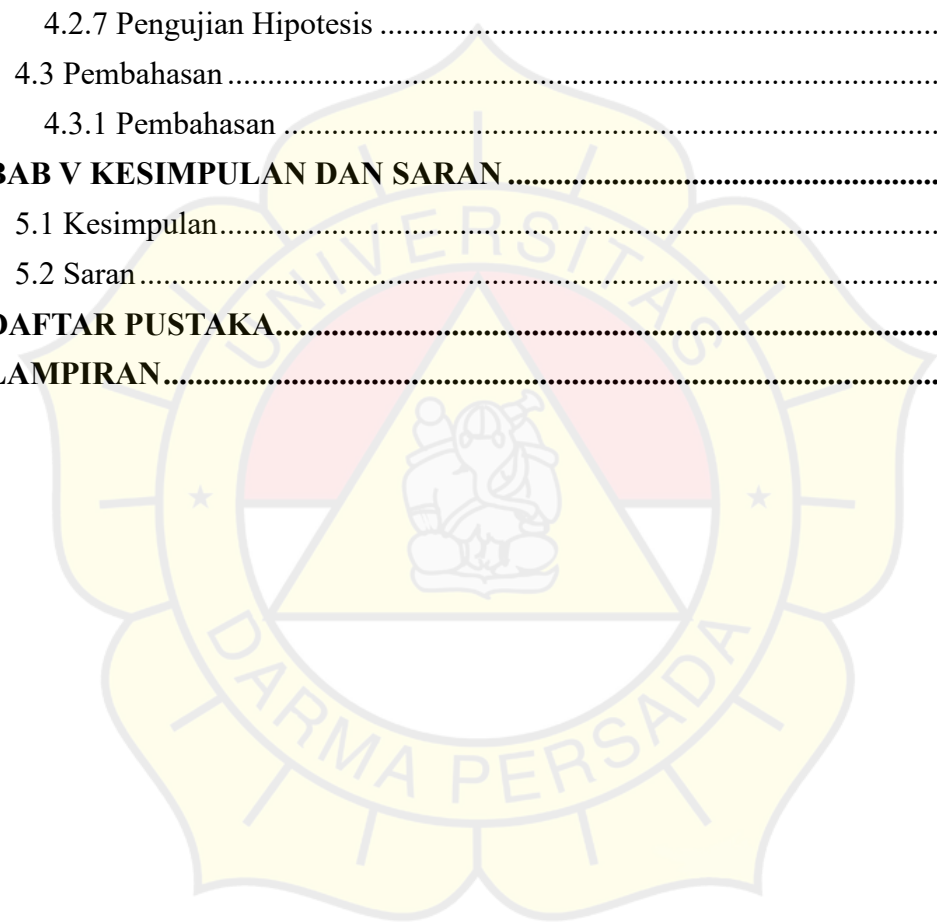 4.2.7 Pengujian Hipotesis ........................................................................
4.3 Pembahasan ...........................................................................................
4.3.1 Pembahasan ....................................................................................
BAB V KESIMPULAN DAN SARAN ......................................................
5.1 Kesimpulan............................................................................................
5.2 Saran ......................................................................................................
DAFTAR PUSTAKA...................................................................................
LAMPIRAN.................................................................................................
UNIVERSITAS
DARMA PERSADA